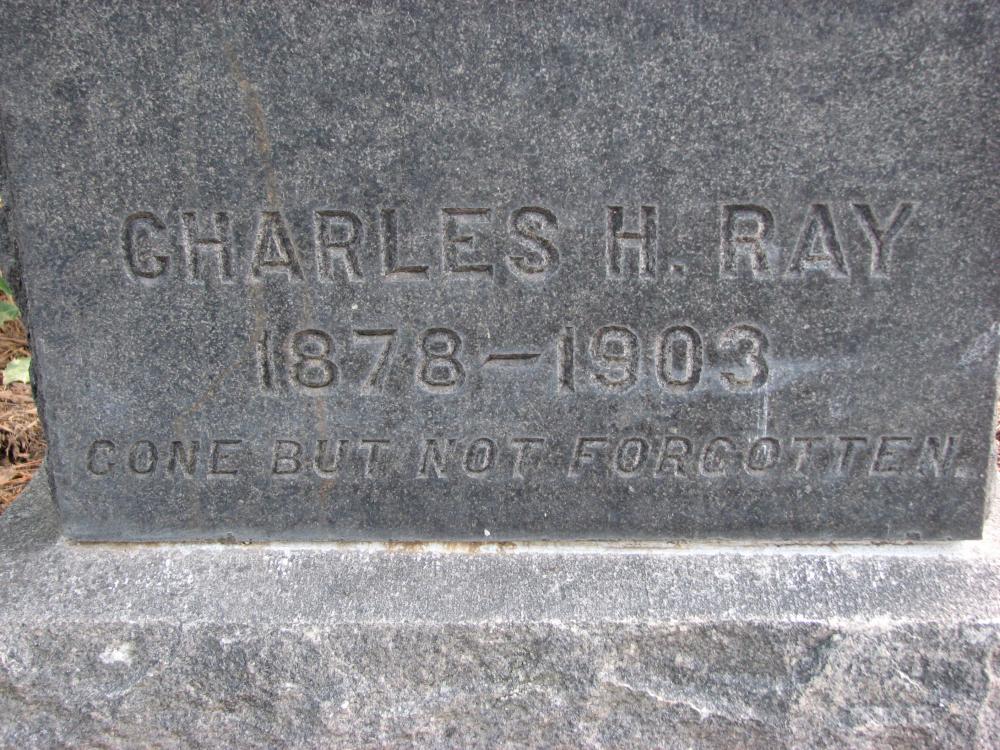 CHARLES H. RAY
1878–1903
GONE BUT NOT FORGOTTEN.